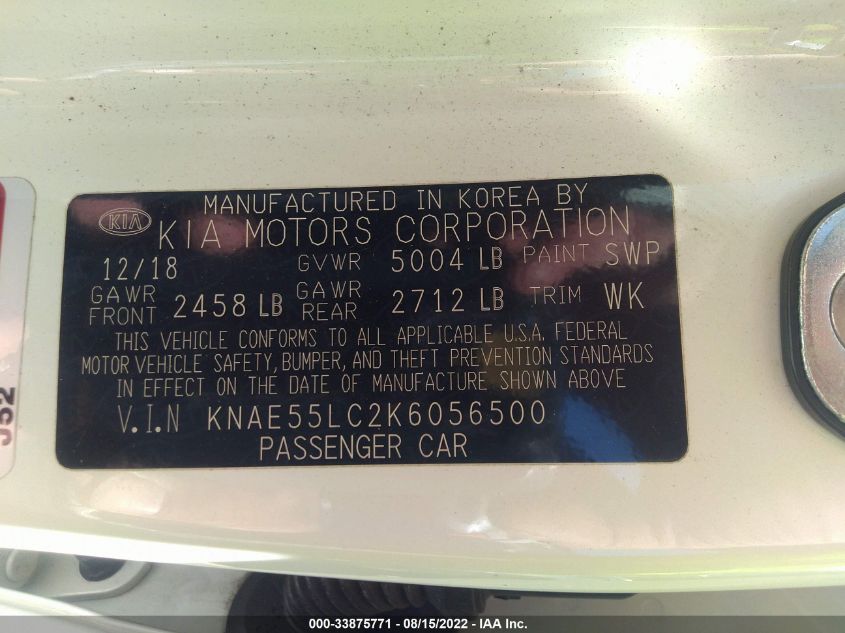 MANUFACTURED IN KOREA BY
KIA KIA MOTORS CORPORATION
12/18 GVWR 5004 LB PAINT SWP
GAWR FRONT 2458 LB GAWR REAR 2712 LB TRIM WK
THIS VEHICLE CONFORMS TO ALL APPLICABLE U.S.A. FEDERAL
MOTOR VEHICLE SAFETY, BUMPER, AND THEFT PREVENTION STANDARDS
IN EFFECT ON THE DATE OF MANUFACTURE SHOWN ABOVE
V.I.N KNAE55LC2K6056500
PASSENGER CAR
J52
000-33875771 - 08/15/2022 - IAA Inc.